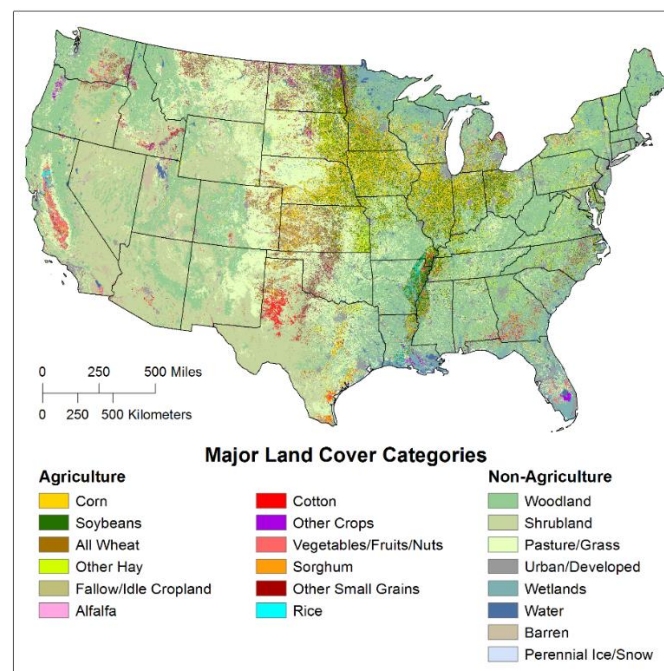 0 250 500 Miles
0 250 500 Kilometers
Major Land Cover Categories
Agriculture
Corn
Soybeans
All Wheat
Other Hay
Fallow/Idle Cropland
Alfalfa
Cotton
Other Crops
Vegetables/Fruits/Nuts
Sorghum
Other Small Grains
Rice
Non-Agriculture
Woodland
Shrubland
Pasture/Grass
Urban/Developed
Wetlands
Water
Barren
Perennial Ice/Snow